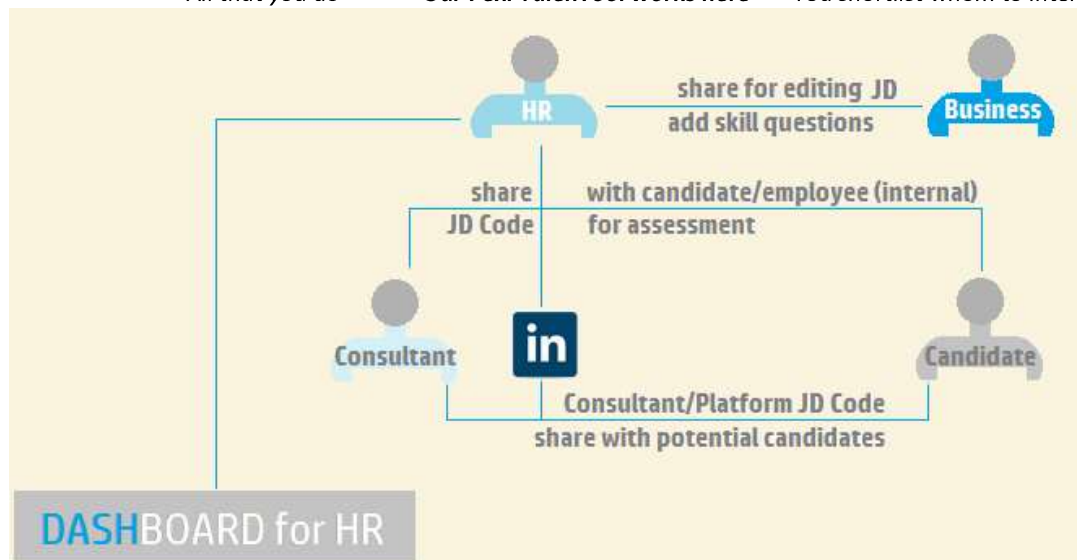 HR
share for editing JD
add skill questions
Business
share
JD Code
with candidate/employee (internal)
for assessment
Consultant
in
Candidate
Consultant/Platform JD Code
share with potential candidates
DASHBOARD for HR